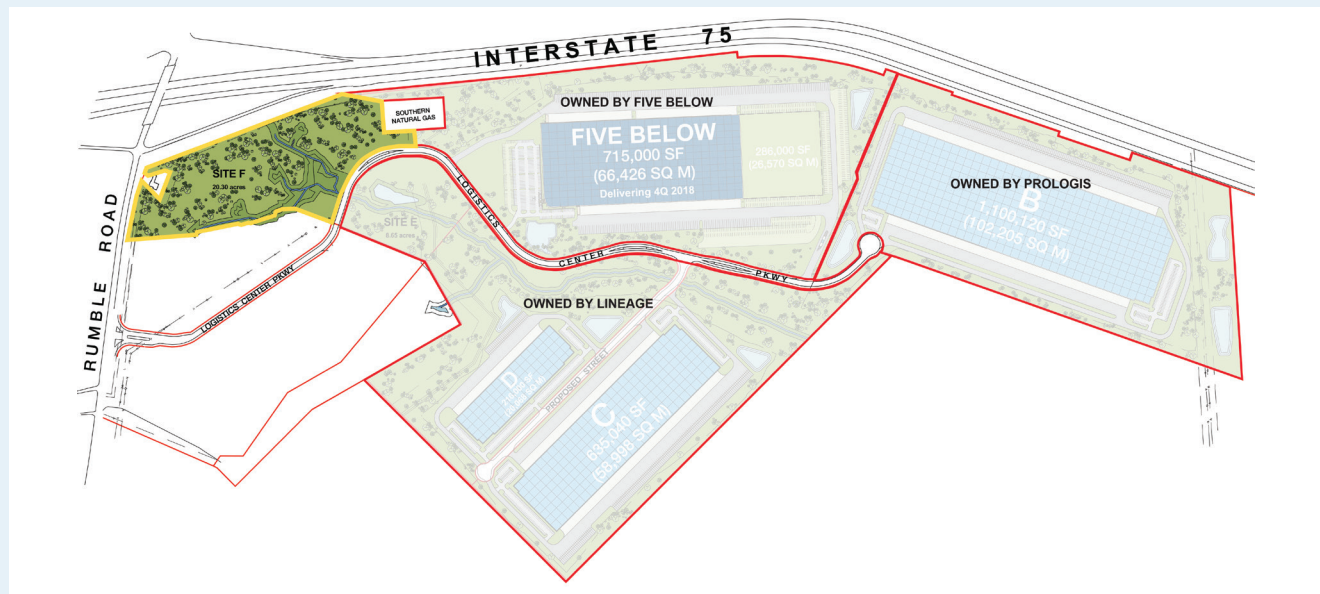 INTERSTATE 75
OWNED BY FIVE BELOW
SOUTHERN
NATURAL GAS
FIVE BELOW
715,000 SF
(66,426 SQ M)
Delivering 4Q 2018
286,000 SF
(26,570 SQ M)
SITE F
20.30 acres
OWNED BY PROLOGIS
B
1,100,120 SF
(102,205 SQ M)
RUMBLE ROAD
LOGISTICS CENTER PKWY
SITE E
acres
LOGISTICS CENTER PKWY
OWNED BY LINEAGE
D
PROPOSED STREET
C
635,040 SF
(58,998 SQ M)